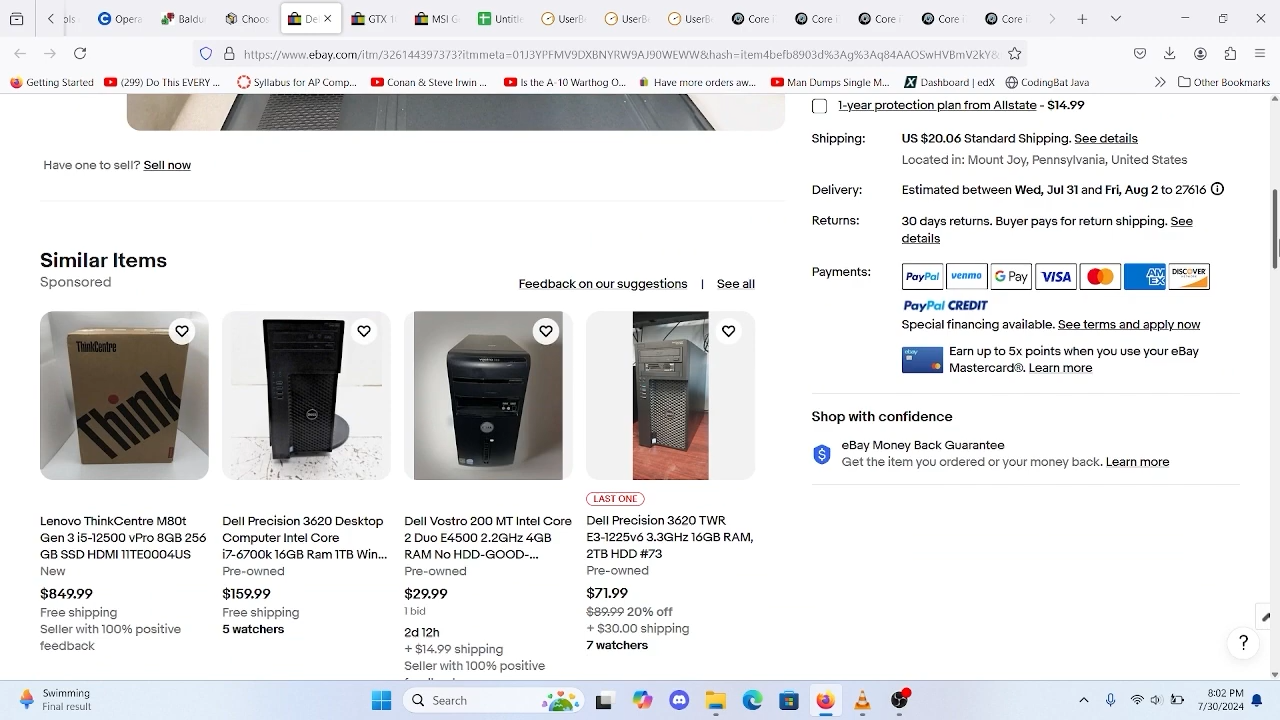 ols
Opera
Baldu
Choos
De
GTX 1
MSI
Untitle
UserBe
UserBe
UserBe
Core i
Core i
Core i
Core i
Core i
https://www.ebay.com/itm/326144397373?itmmeta=
Getting Started
(299) Do This EVERY ...
Syllabus for AP Comp...
Conan & Steve Irwin ...
Is the A-10 Warthog O...
Have more orders aw...
Thomas Single M...
Dashboard | edX
CodingBat Java
Other Bookmarks
Have one to sell? Sell now
1-year protection plan from Allstate - $14.99
Shipping:
US $20.06 Standard Shipping. See details
Located in: Mount Joy, Pennsylvania, United States
Delivery:
Estimated between Wed, Jul 31 and Fri, Aug 2 to 27616
Returns:
30 days returns. Buyer pays for return shipping. See
details
Payments:
PayPal
venmo
G Pay
VISA
AM
EX
DISCOVER
PayPal CREDIT
Special financing available. See terms and apply now
ebay
Earn up to 5x points when you use your eBay
Mastercard®. Learn more
Shop with confidence
eBay Money Back Guarantee
Get the item you ordered or your money back. Learn more
Similar Items
Sponsored
Feedback on our suggestions | See all
ThinkCentre
think
DELL
Lenovo ThinkCentre M80t
Gen 3 i5-12500 vPro 8GB 256
GB SSD HDMI 11TE0004US
New
$849.99
Free shipping
Seller with 100% positive
feedback
Dell Precision 3620 Desktop
Computer Intel Core
i7-6700k 16GB Ram 1TB Win...
Pre-owned
$159.99
Free shipping
5 watchers
Dell Vostro 200 MT Intel Core
2 Duo E4500 2.2GHz 4GB
RAM No HDD-GOOD-...
Pre-owned
$29.99
1 bid
2d 12h
+ $14.99 shipping
Seller with 100% positive
LAST ONE
Dell Precision 3620 TWR
E3-1225v6 3.3GHz 16GB RAM,
2TB HDD #73
Pre-owned
$71.99
$89.99 20% off
+ $30.00 shipping
7 watchers
?
Swimming
Final result
Search
8:02 PM
7/30/2024